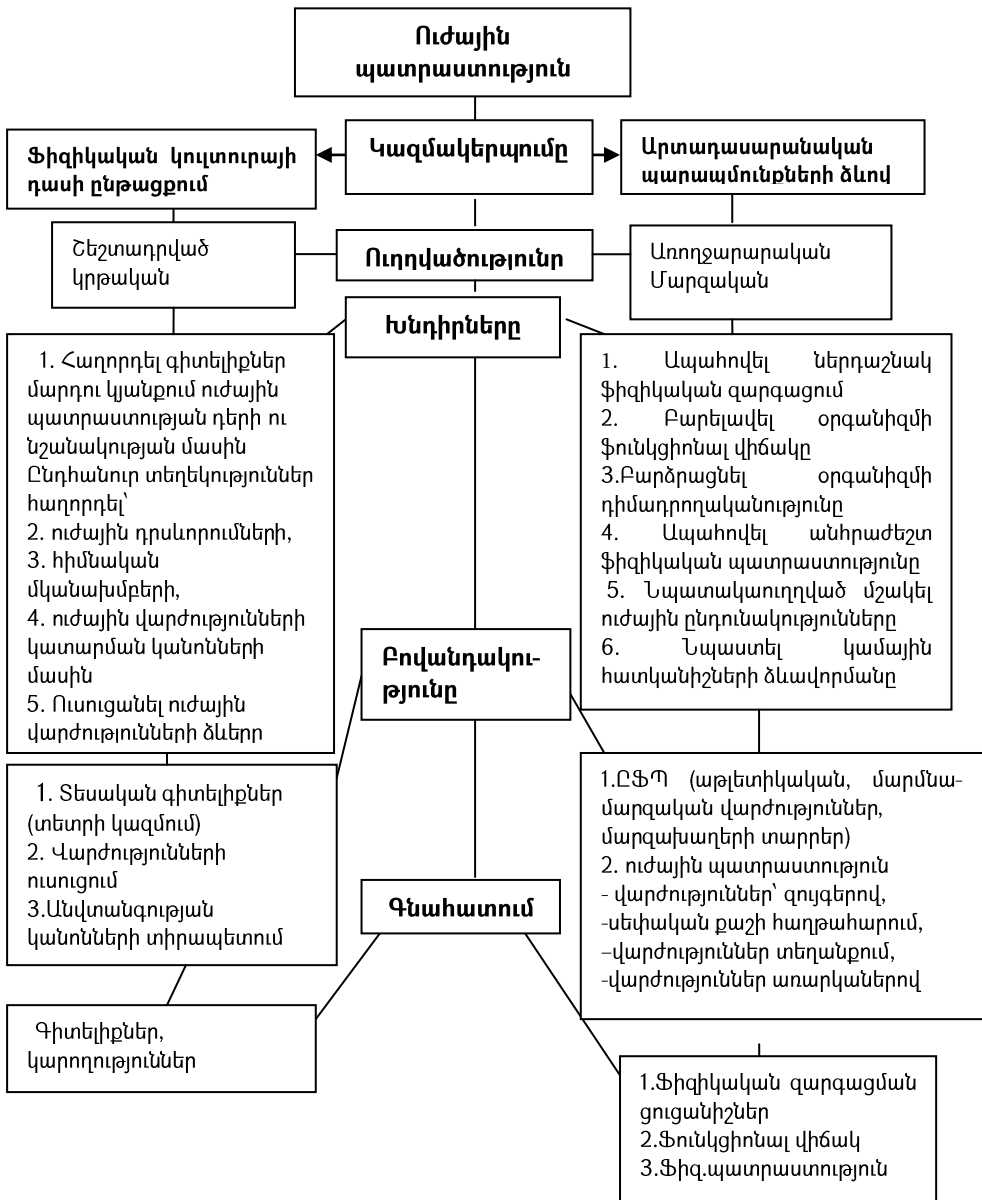 Ուժային
պատրաստություն
Ֆիզիկական կուլտուրայի
դասի ընթացքում
Կազմակերպումը
Արտադասարանական
պարապմունքների ձևով
Շեշտադրված
կրթական
Ուղղվածությունը
Առողջարարական
Մարզական
Խնդիրները
1. Հաղորդել գիտելիքներ
մարդու կյանքում ուժային
պատրաստության դերի ու
նշանակության մասին
Ընդհանուր տեղեկություններ
հաղորդել՝
2. ուժային դրսևորումների,
3. հիմնական
մկանախմբերի,
4. ուժային վարժությունների
կատարման կանոնների
մասին
5. Ուսուցանել ուժային
վարժությունների ձևերը
1. Ապահովել ներդաշնակ
ֆիզիկական զարգացում
2. Բարելավել օրգանիզմի
ֆունկցիոնալ վիճակը
3.Բարձրացնել օրգանիզմի
դիմադրողականությունը
4. Ապահովել անհրաժեշտ
ֆիզիկական պատրաստությունը
5. Նպատակաուղղված մշակել
ուժային ընդունակությունները
6. Նպաստել կամային
հատկանիշների ձևավորմանը
Բովանդակու-
թյունը
1. Տեսական գիտելիքներ
(տետրի կազմում)
2. Վարժությունների
ուսուցում
3.Անվտանգության
կանոնների տիրապետում
1.ԸՖՊ (աթլետիկական, մարմնա-
մարզական վարժություններ,
մարզախաղերի տարրեր)
2. ուժային պատրաստություն
- վարժություններ՝ զույգերով,
-սեփական քաշի հաղթահարում,
–վարժություններ տեղանքում,
-վարժություններ առարկաներով
Գնահատում
Գիտելիքներ,
կարողություններ
1.Ֆիզիկական զարգացման
ցուցանիշներ
2.Ֆունկցիոնալ վիճակ
3.Ֆիզ.պատրաստություն